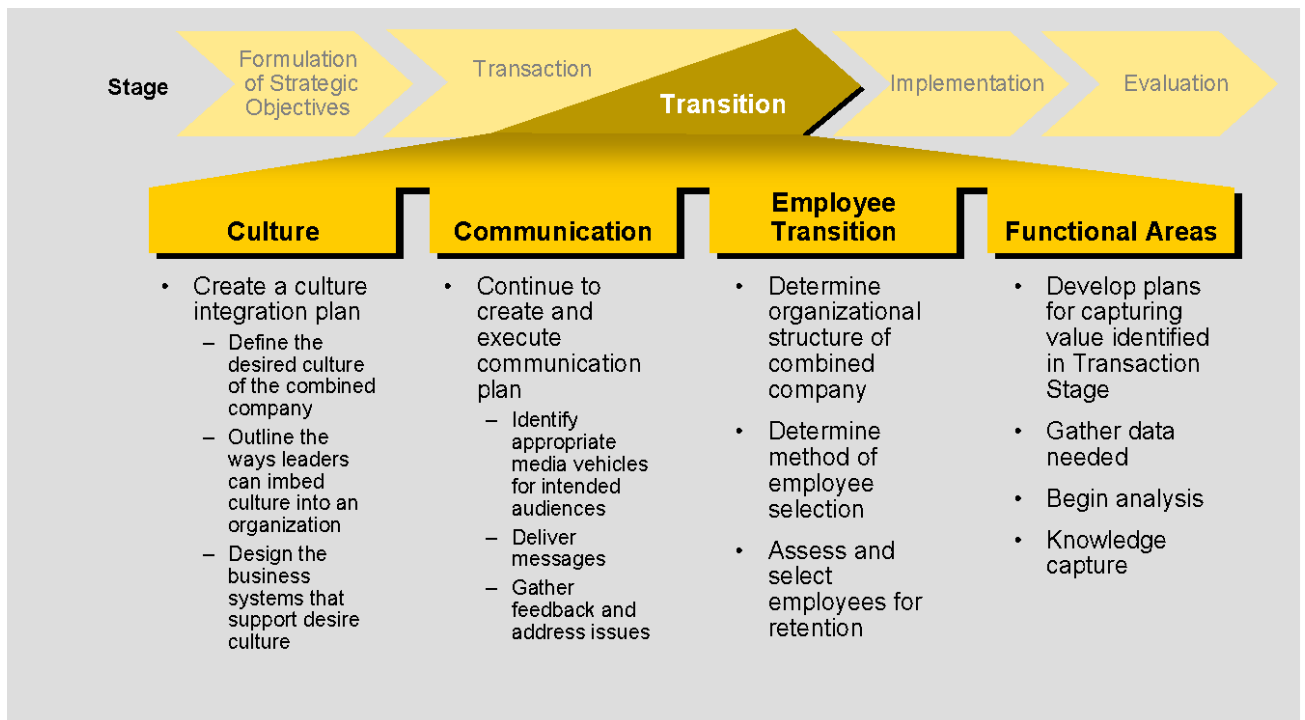 Stage
Formulation
of Strategic
Objectives
Transaction
Transition
Implementation
Evaluation
Culture
• Create a culture
integration plan
– Define the
desired culture
of the combined
company
– Outline the
ways leaders
can imbed
culture into an
organization
– Design the
business
systems that
support desire
culture
Communication
• Continue to
create and
execute
communication
plan
– Identify
appropriate
media vehicles
for intended
audiences
– Deliver
messages
– Gather
feedback and
address issues
Employee
Transition
• Determine
organizational
structure of
combined
company
• Determine
method of
employee
selection
• Assess and
select
employees for
retention
Functional Areas
• Develop plans
for capturing
value identified
in Transaction
Stage
• Gather data
needed
• Begin analysis
• Knowledge
capture